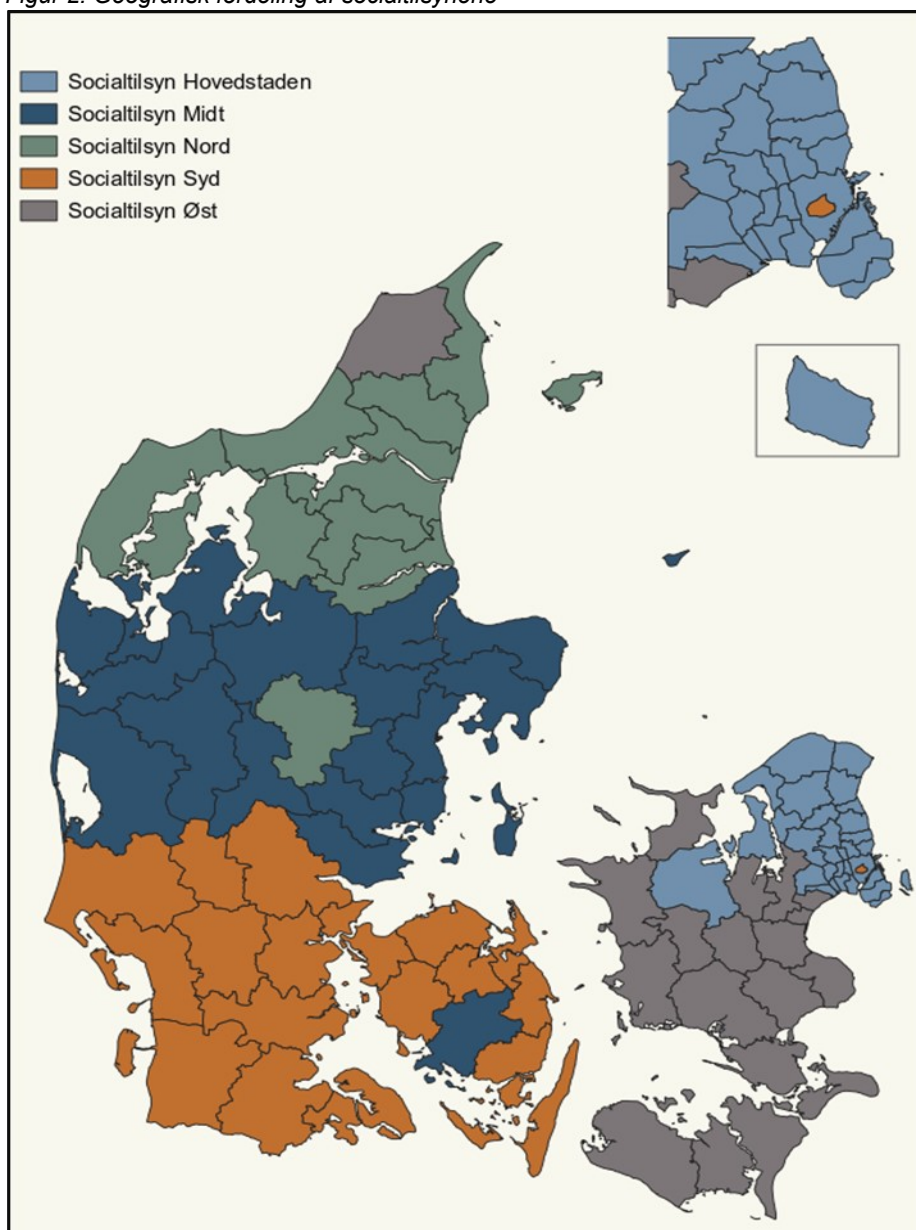 Figur 2. Geografisk fordeling af socialtilsynene
Socialtilsyn Hovedstaden
Socialtilsyn Midt
Socialtilsyn Nord
Socialtilsyn Syd
Socialtilsyn Øst